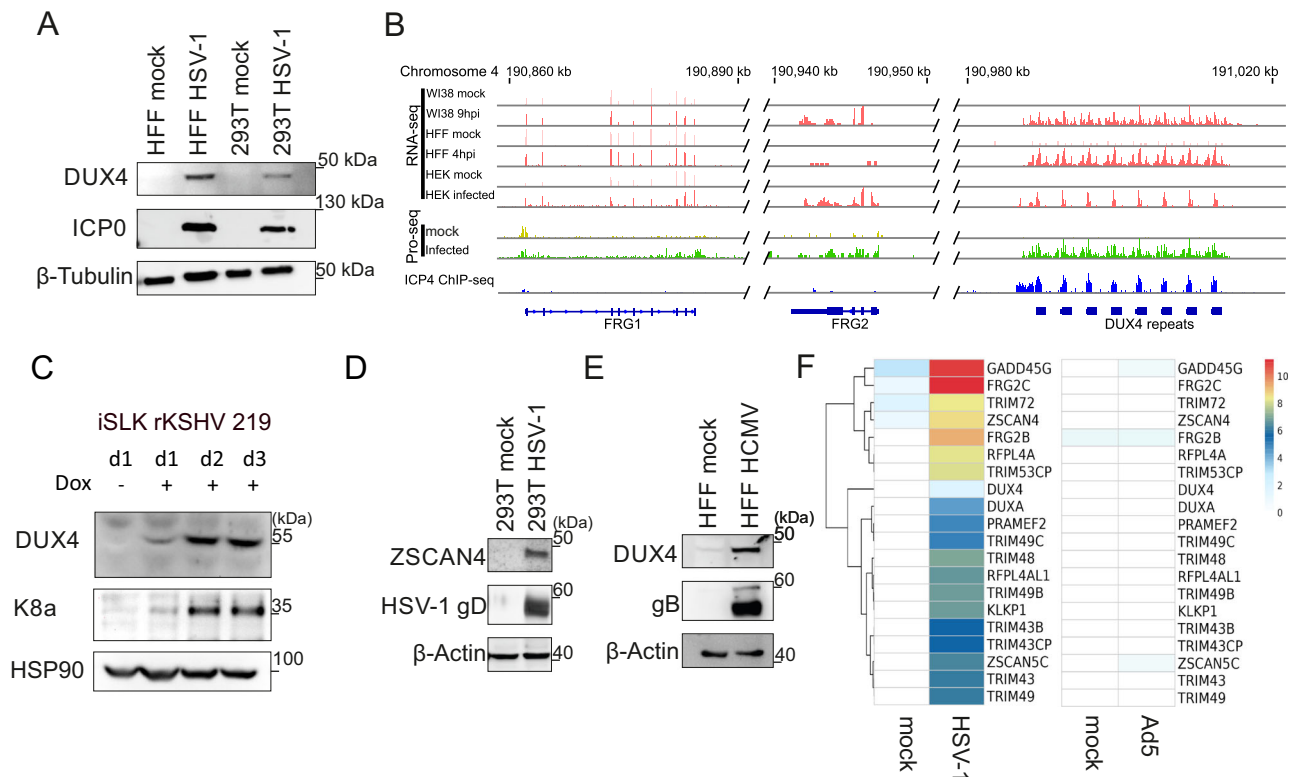 A
HFF mock
HFF HSV-1
293T mock
293T HSV-1
50 kDa
DUX4
130 kDa
ICP0
50 kDa
β-Tubulin
B
Chromosome 4
190,860 kb
190,890 kb
190,940 kb
190,950 kb
190,980 kb
191,020 kb
RNA-seq
WI38 mock
WI38 9hpi
HFF mock
HFF 4hpi
HEK mock
HEK infected
Pro-seq
mock
Infected
ICP4 ChIP-seq
FRG1
FRG2
DUX4 repeats
C
iSLK rKSHV 219
d1 d1 d2 d3
Dox - + + +
(kDa)
DUX4
55
K8a
35
HSP90
100
D
293T mock
293T HSV-1
(kDa)
50
ZSCAN4
60
HSV-1 gD
β-Actin
40
E
HFF mock
HFF HCMV
(kDa)
50
DUX4
60
gB
β-Actin
40
F
GADD45G
FRG2C
TRIM72
ZSCAN4
FRG2B
RFPL4A
TRIM53CP
DUX4
DUXA
PRAMEF2
TRIM49C
TRIM48
RFPL4AL1
TRIM49B
KLKP1
TRIM43B
TRIM43CP
ZSCAN5C
TRIM43
TRIM49
mock
HSV-1
GADD45G
FRG2C
TRIM72
ZSCAN4
FRG2B
RFPL4A
TRIM53CP
DUX4
DUXA
PRAMEF2
TRIM49C
TRIM48
RFPL4AL1
TRIM49B
KLKP1
TRIM43B
TRIM43CP
ZSCAN5C
TRIM43
TRIM49
mock
Ad5
10
8
6
4
2
0